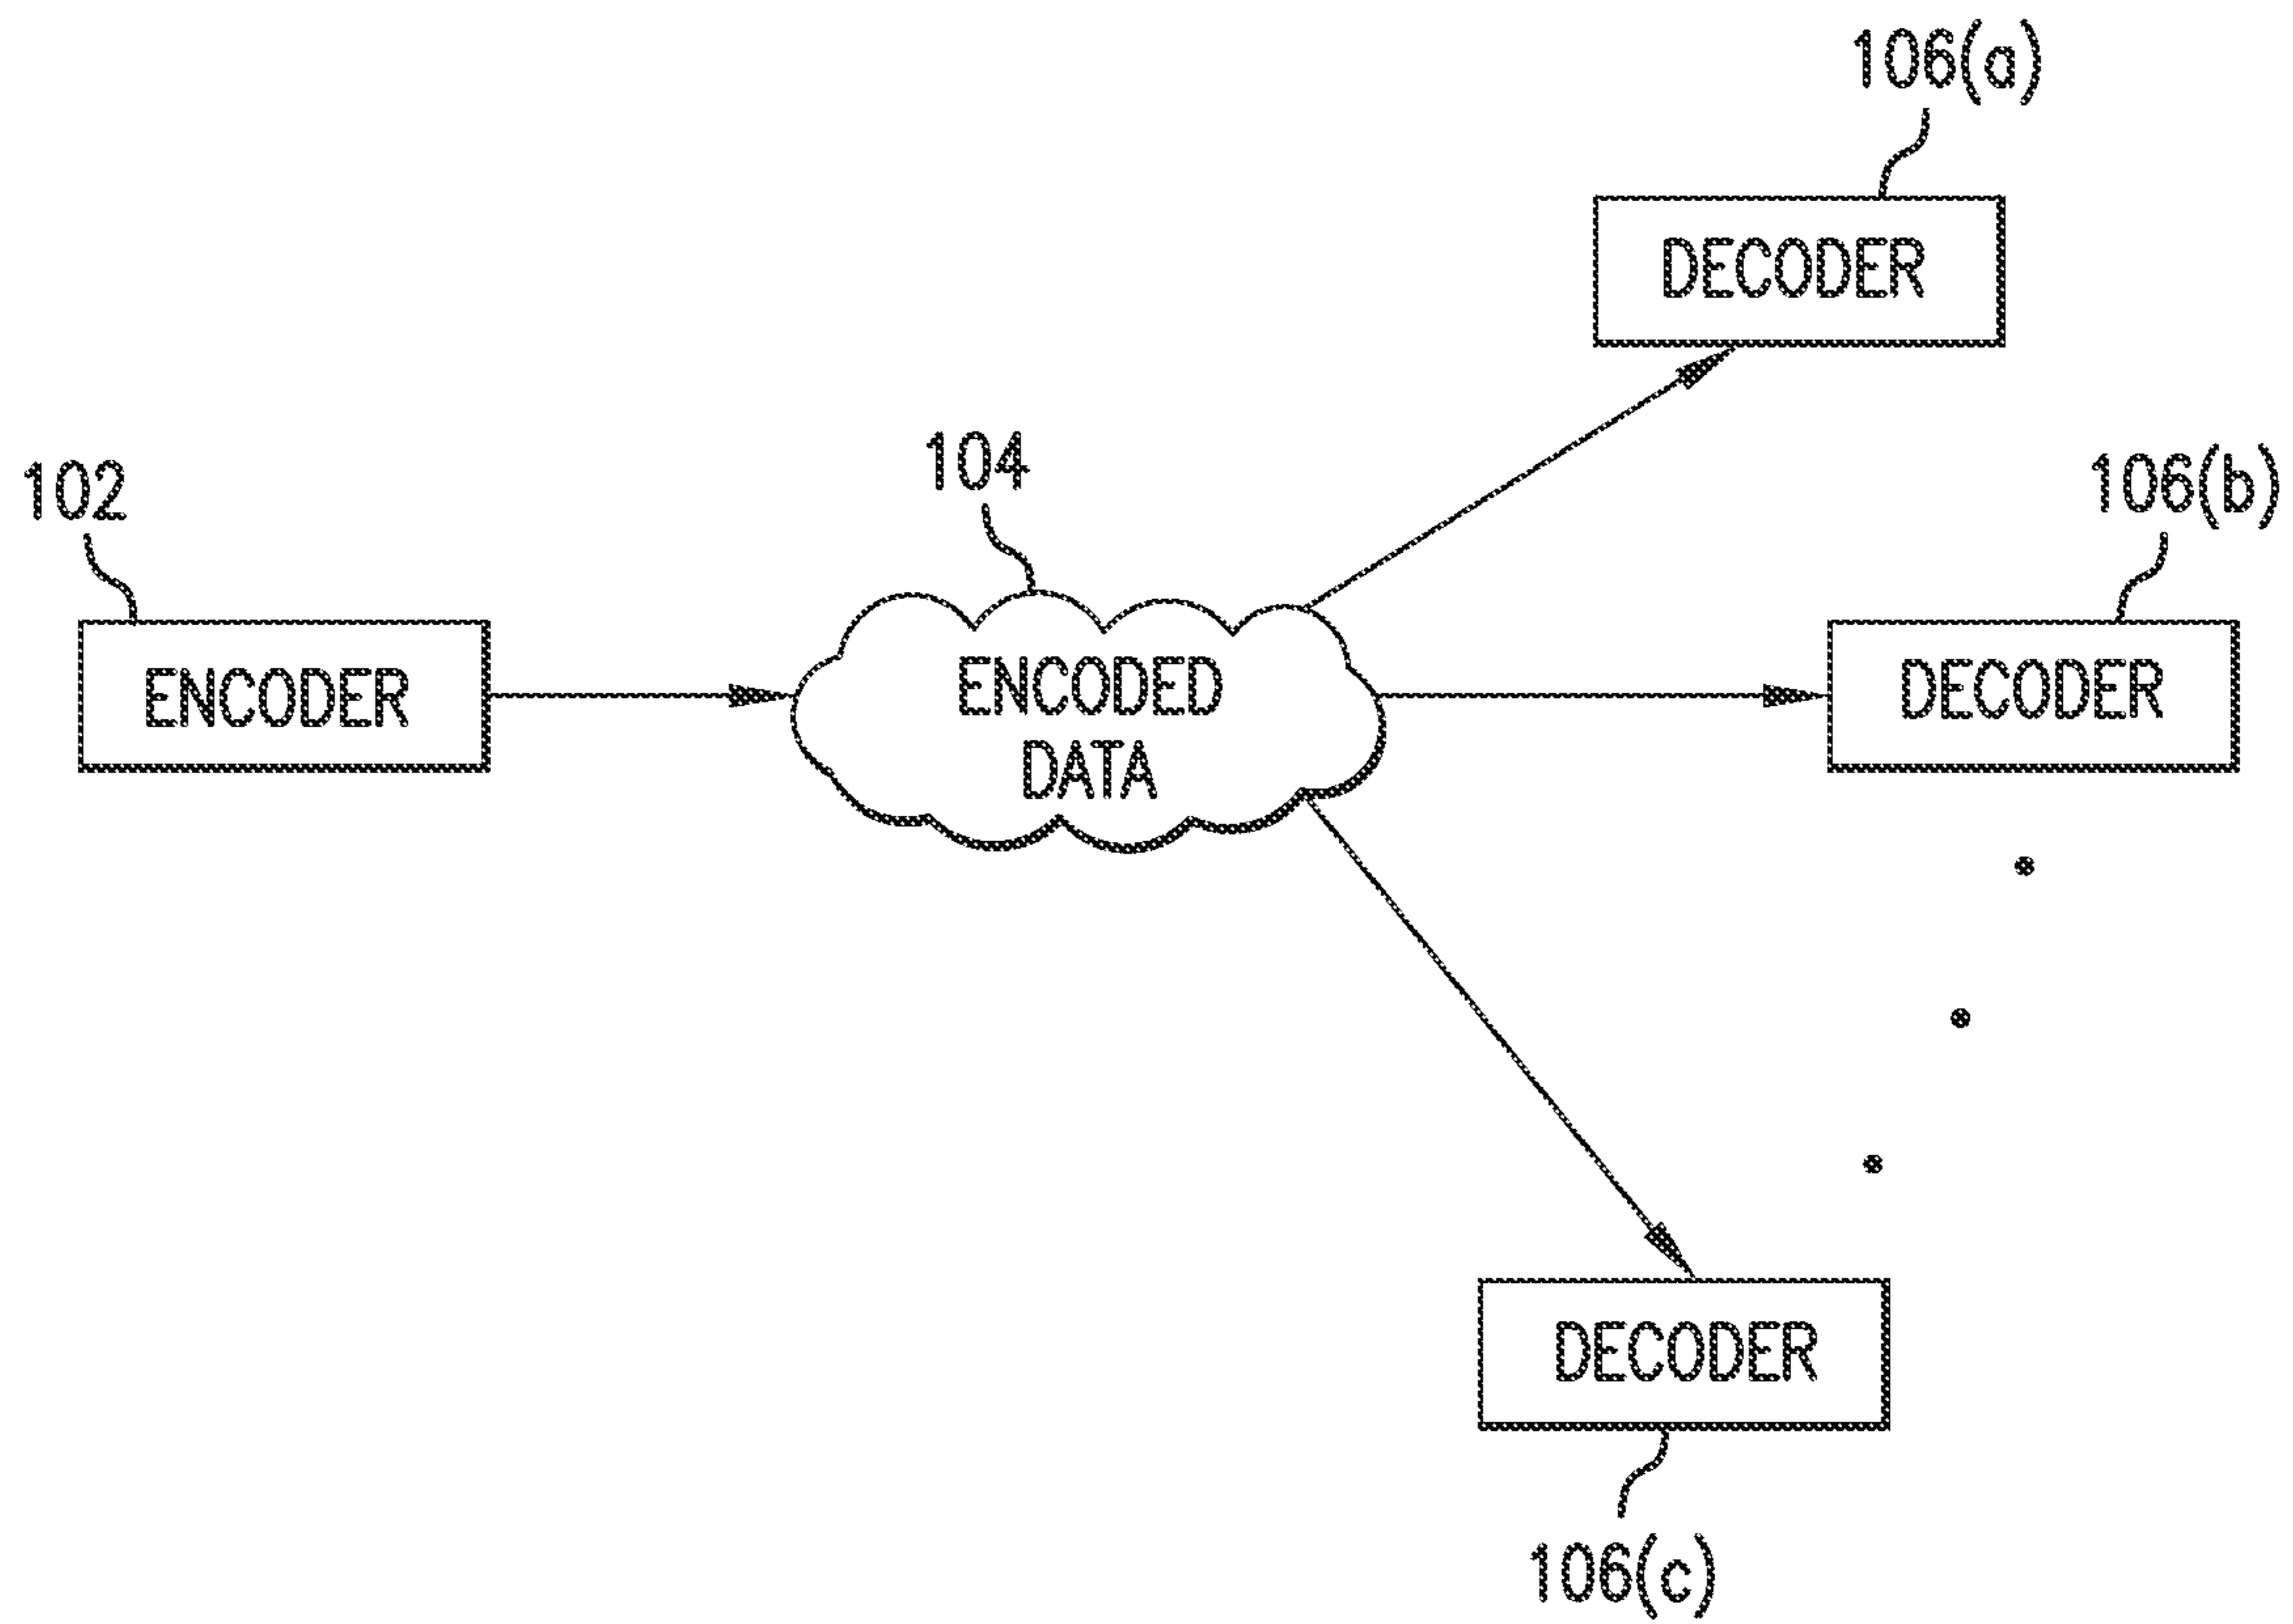 106(a)
DECODER
104
102
106(b)
ENCODER
ENCODED
DATA
DECODER
DECODER
106(c)